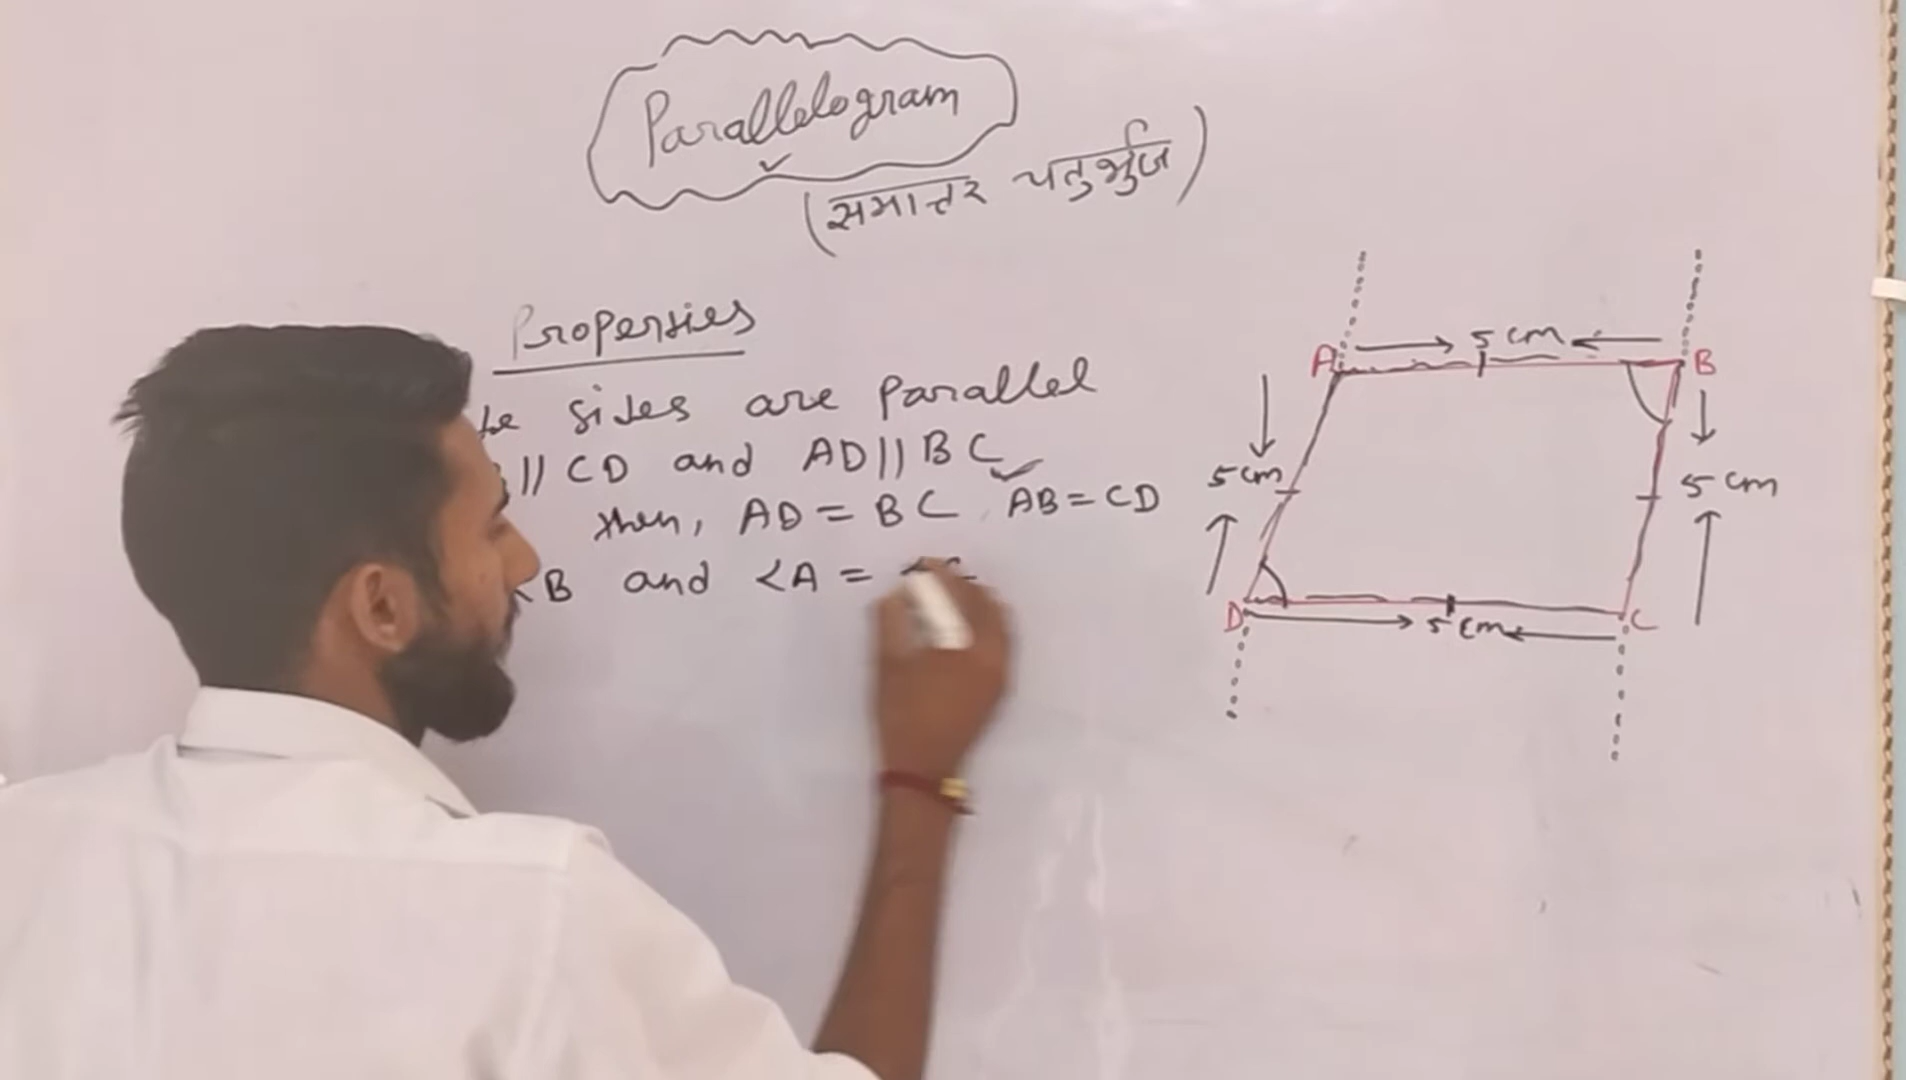 Parallelogram
(समान्तर चतुर्भुज)
Properties
sides are parallel
|| CD and AD || BC
then, AD = BC AB = CD
<B and <A =
A 5 cm B
5 cm 5 cm
D 5 cm C